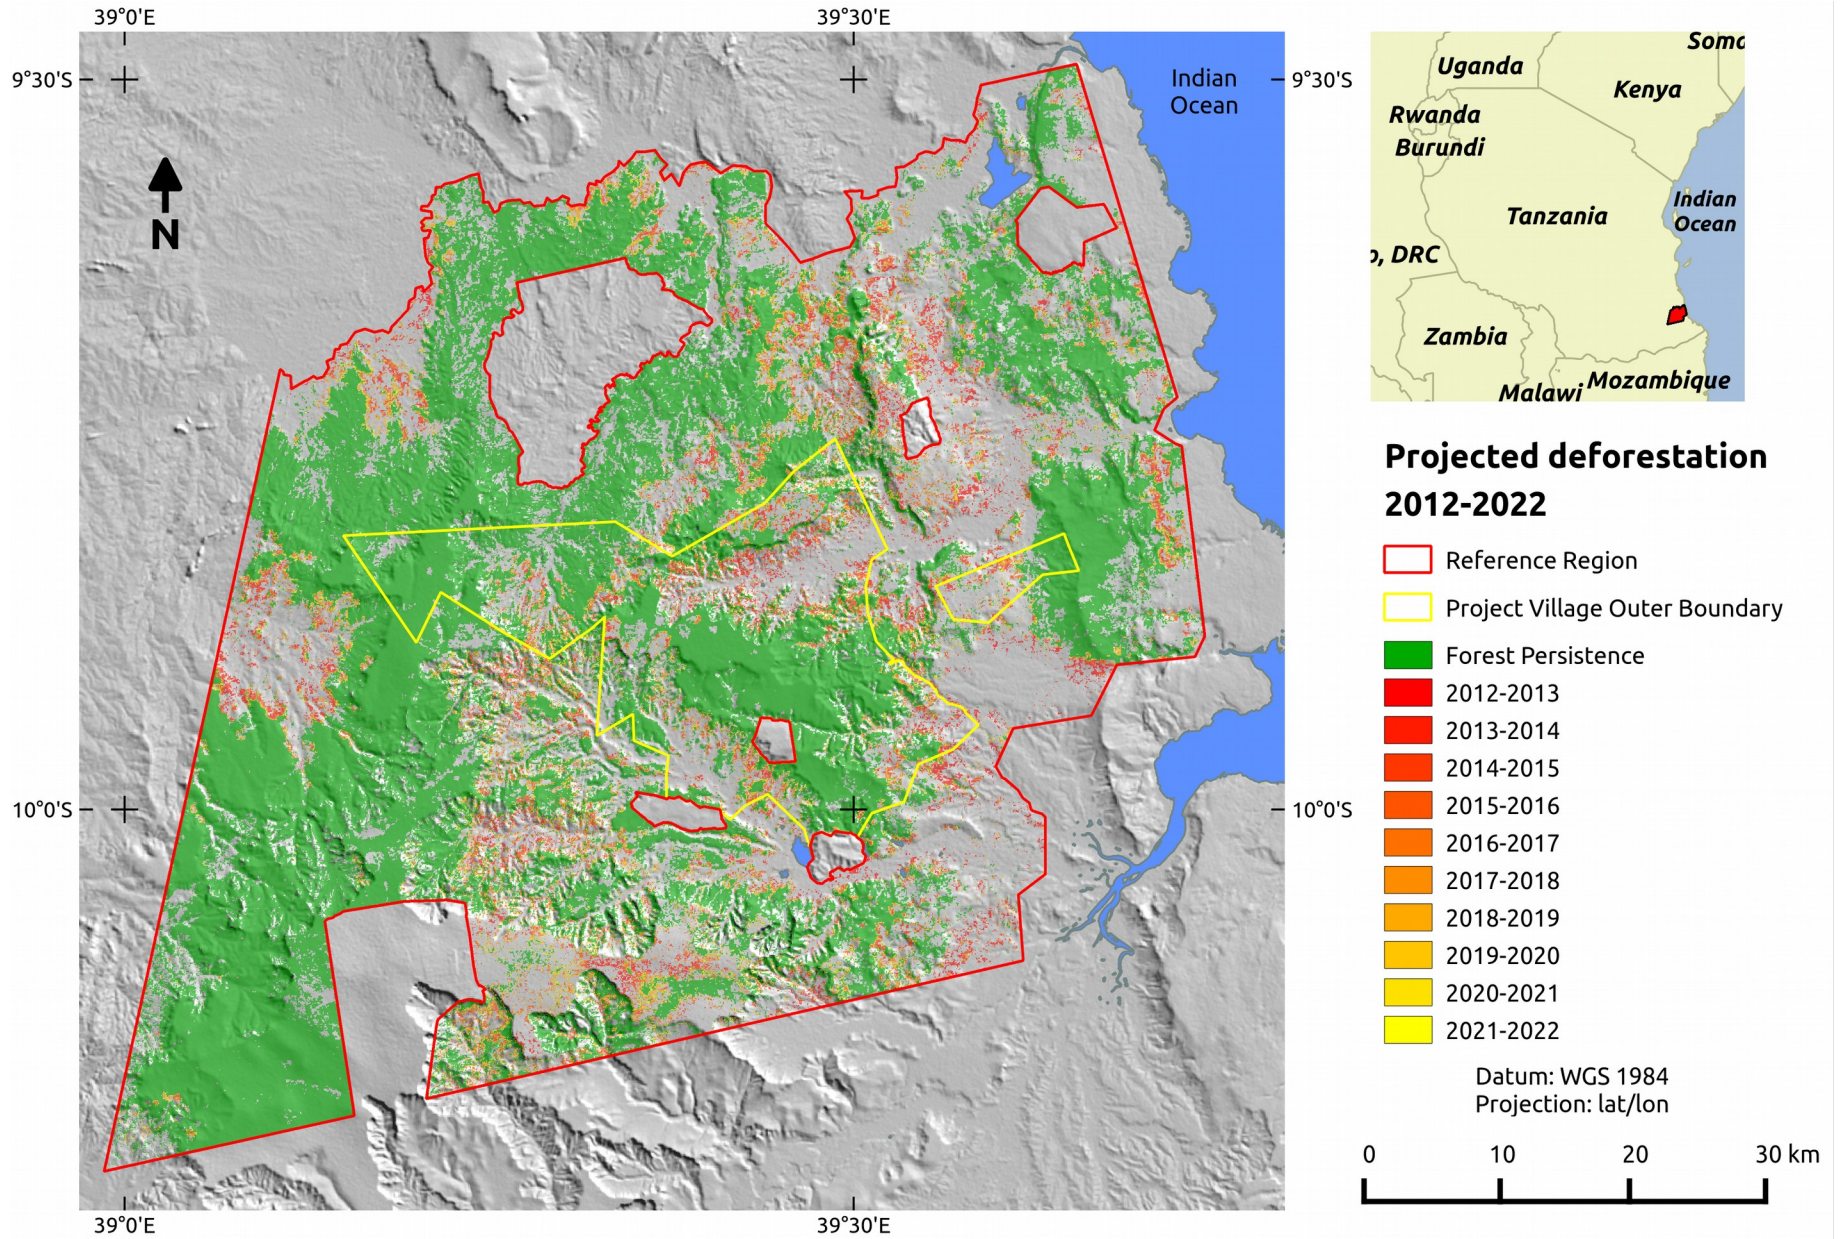 39°0'E
39°30'E
9°30'S
9°30'S
Indian
Ocean
N
10°0'S
10°0'S
39°0'E
39°30'E
Soma
Uganda
Kenya
Rwanda
Burundi
Indian
Ocean
Tanzania
o, DRC
Zambia
Malawi
Mozambique
Projected deforestation
2012-2022
Reference Region
Project Village Outer Boundary
Forest Persistence
2012-2013
2013-2014
2014-2015
2015-2016
2016-2017
2017-2018
2018-2019
2019-2020
2020-2021
2021-2022
Datum: WGS 1984
Projection: lat/lon
0 10 20 30 km